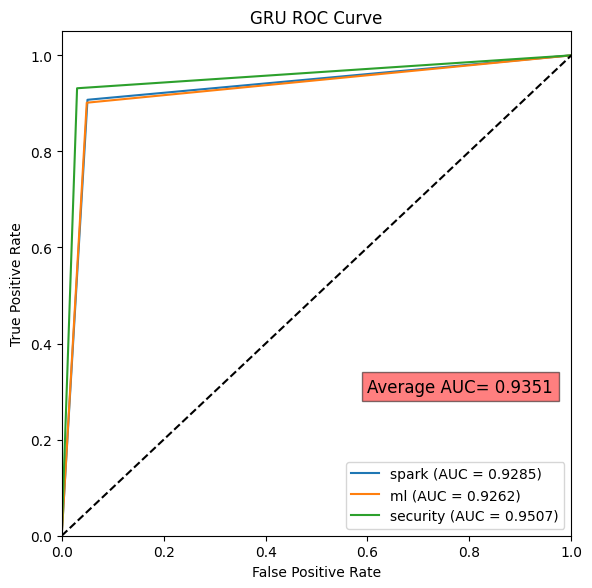 GRU ROC Curve
True Positive Rate
1.0
0.8
0.6
0.4
0.2
0.0
Average AUC= 0.9351
spark (AUC = 0.9285)
ml (AUC = 0.9262)
security (AUC = 0.9507)
0.0 0.2 0.4 0.6 0.8 1.0
False Positive Rate